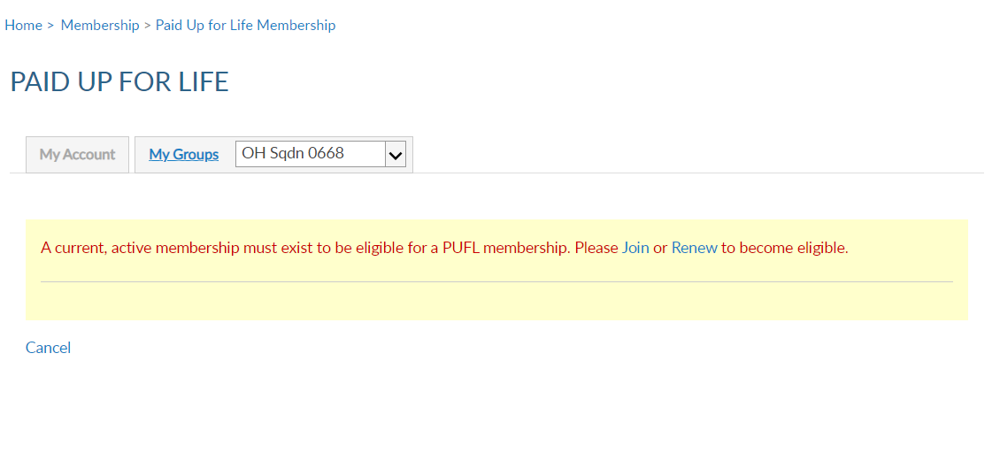 Home > Membership > Paid Up for Life Membership
PAID UP FOR LIFE
My Account My Groups OH Sqdn 0668
A current, active membership must exist to be eligible for a PUFL membership. Please Join or Renew to become eligible.
Cancel